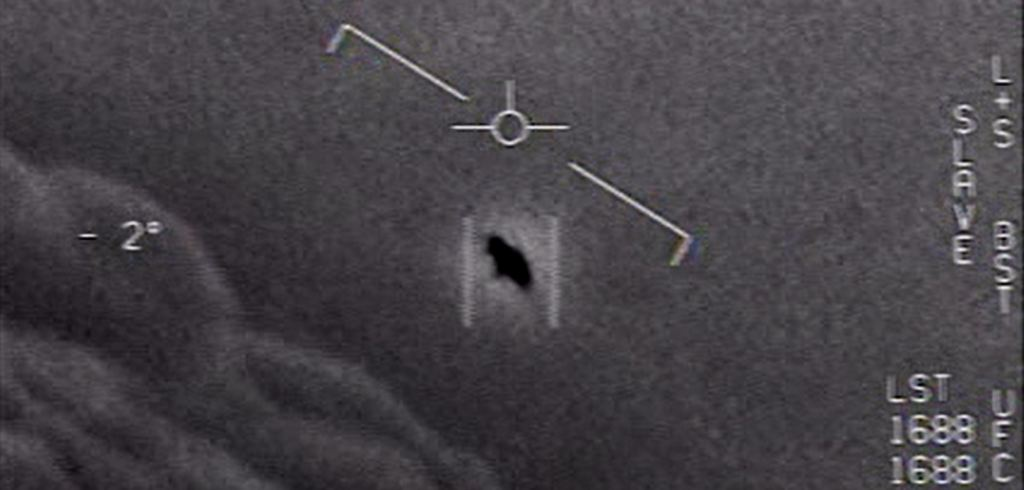 - 2°
L+S
SLAVE
BST
LST
1688
1688
UFC